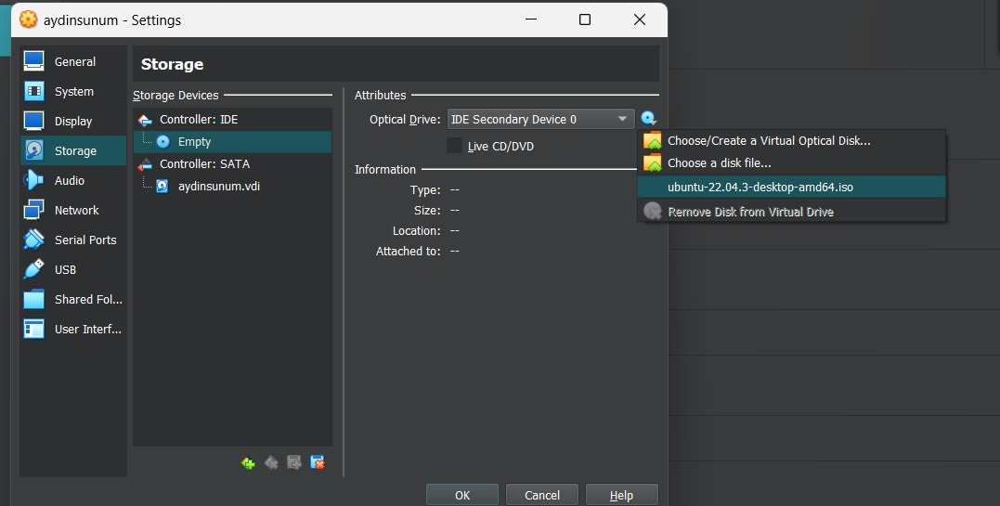 aydinsunum - Settings
General
System
Display
Storage
Audio
Network
Serial Ports
USB
Shared Fol...
User Interf...
Storage
Storage Devices
Controller: IDE
Empty
Controller: SATA
aydinsunum.vdi
Attributes
Optical Drive: IDE Secondary Device 0
Live CD/DVD
Information
Type: --
Size: --
Location: --
Attached to: --
Choose/Create a Virtual Optical Disk...
Choose a disk file...
ubuntu-22.04.3-desktop-amd64.iso
Remove Disk from Virtual Drive
OK Cancel Help